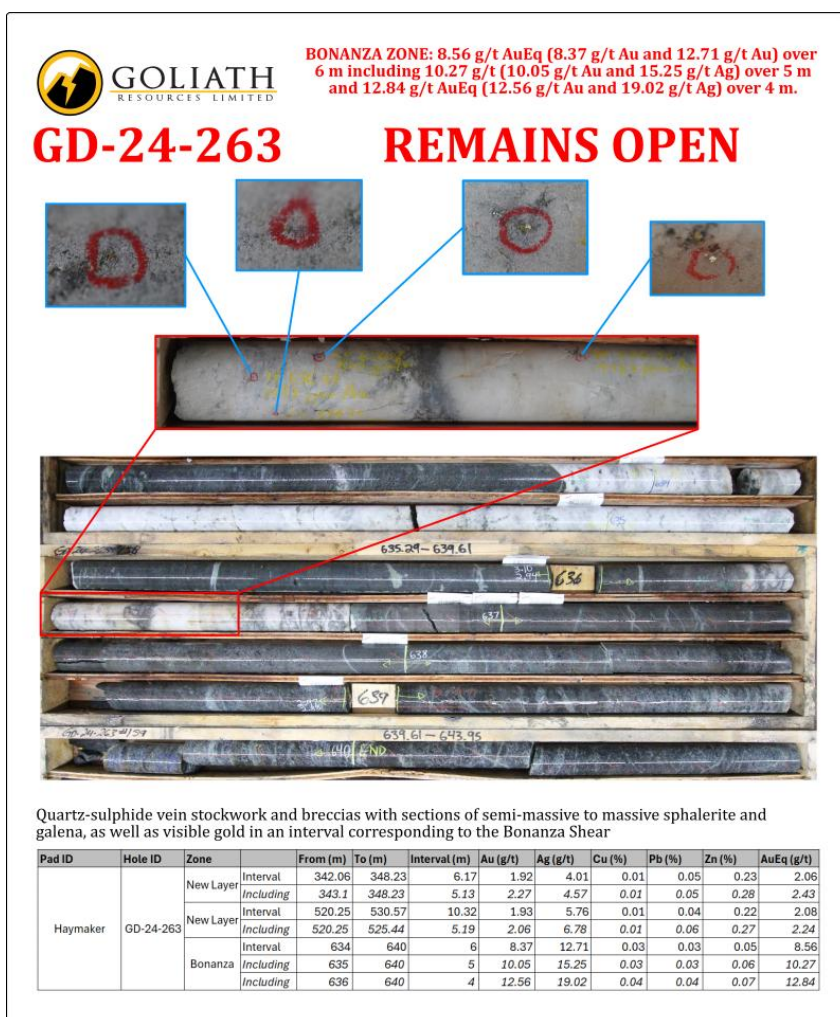 GOLIATH
RESOURCES LIMITED
BONANZA ZONE: 8.56 g/t AuEq (8.37 g/t Au and 12.71 g/t Au) over
6 m including 10.27 g/t (10.05 g/t Au and 15.25 g/t Ag) over 5 m
and 12.84 g/t AuEq (12.56 g/t Au and 19.02 g/t Ag) over 4 m.
GD-24-263 REMAINS OPEN
634
635
635.29-639.61
636
637
638
639
639.61-643.95
640 END
Quartz-sulphide vein stockwork and breccias with sections of semi-massive to massive sphalerite and
galena, as well as visible gold in an interval corresponding to the Bonanza Shear
Pad ID Hole ID Zone From (m) To (m) Interval (m) Au (g/t) Ag (g/t) Cu (%) Pb (%) Zn (%) AuEq (g/t)
Haymaker GD-24-263 New Layer Interval 342.06 348.23 6.17 1.92 4.01 0.01 0.05 0.23 2.06
Including 343.1 348.23 5.13 2.27 4.57 0.01 0.05 0.28 2.43
New Layer Interval 520.25 530.57 10.32 1.93 5.76 0.01 0.04 0.22 2.08
Including 520.25 525.44 5.19 2.06 6.78 0.01 0.06 0.27 2.24
Bonanza Interval 634 640 6 8.37 12.71 0.03 0.03 0.05 8.56
Including 635 640 5 10.05 15.25 0.03 0.03 0.06 10.27
Including 636 640 4 12.56 19.02 0.04 0.04 0.07 12.84